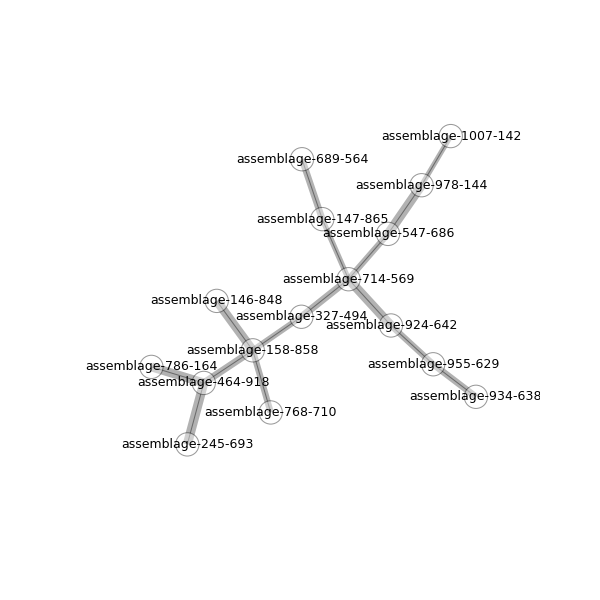 assemblage-1007-142
assemblage-689-564
assemblage-978-144
assemblage-147-865
assemblage-547-686
assemblage-714-569
assemblage-146-848
assemblage-327-494
assemblage-924-642
assemblage-158-858
assemblage-786-164
assemblage-955-629
assemblage-464-918
assemblage-934-638
assemblage-768-710
assemblage-245-693